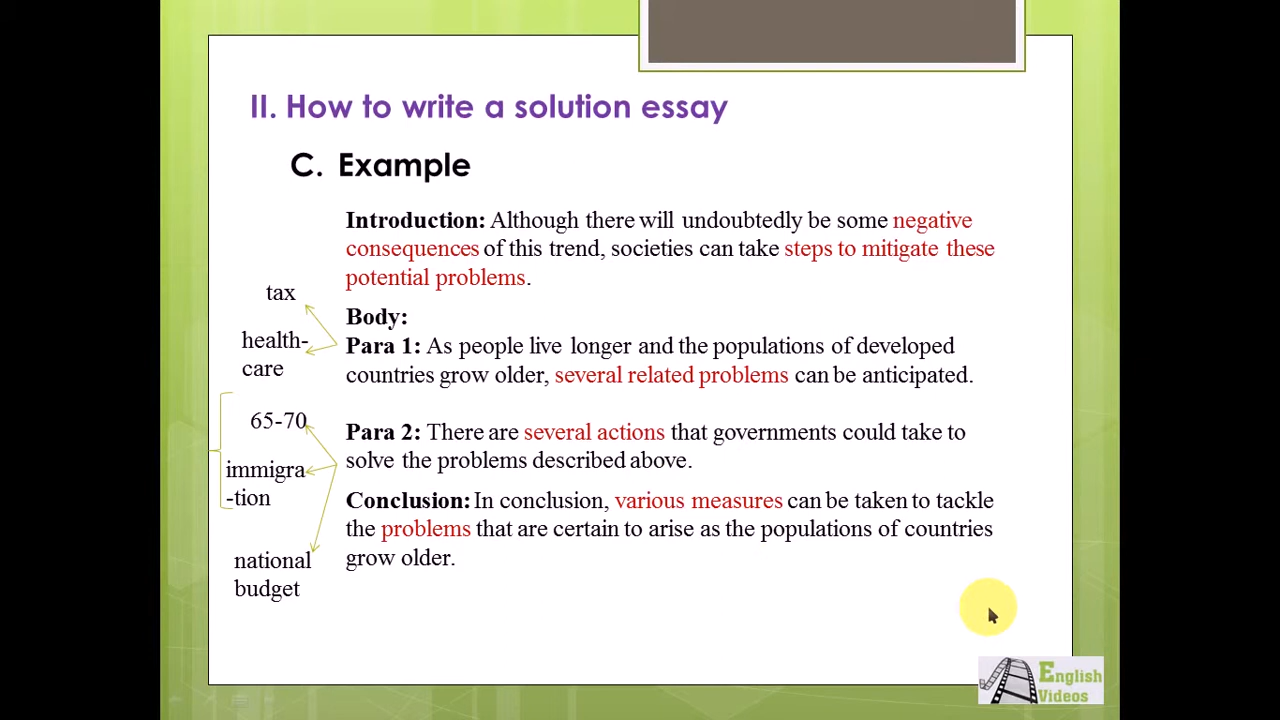 II. How to write a solution essay
C. Example
Introduction: Although there will undoubtedly be some negative
consequences of this trend, societies can take steps to mitigate these
potential problems.
tax
health-
care
Body:
Para 1: As people live longer and the populations of developed
countries grow older, several related problems can be anticipated.
65-70
immigra
-tion
national
budget
Para 2: There are several actions that governments could take to
solve the problems described above.
Conclusion: In conclusion, various measures can be taken to tackle
the problems that are certain to arise as the populations of countries
grow older.
English
Videos